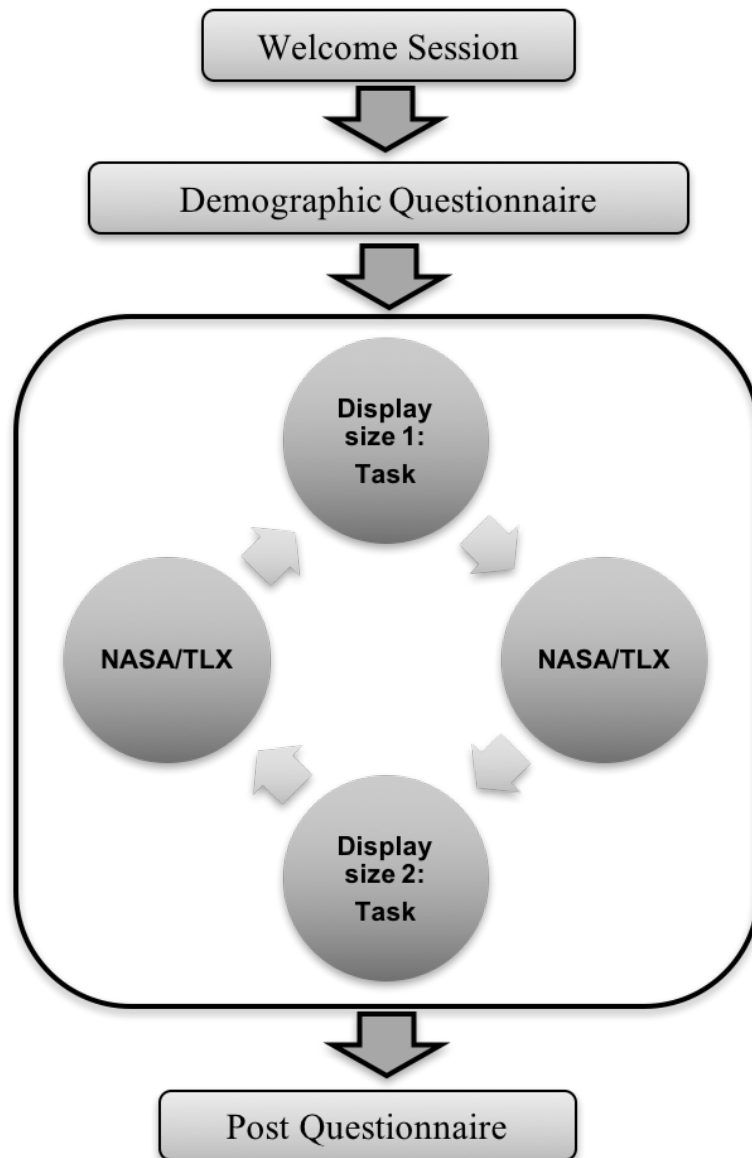 Welcome Session
Demographic Questionnaire
Display
size 1:
Task
NASA/TLX
NASA/TLX
Display
size 2:
Task
Post Questionnaire